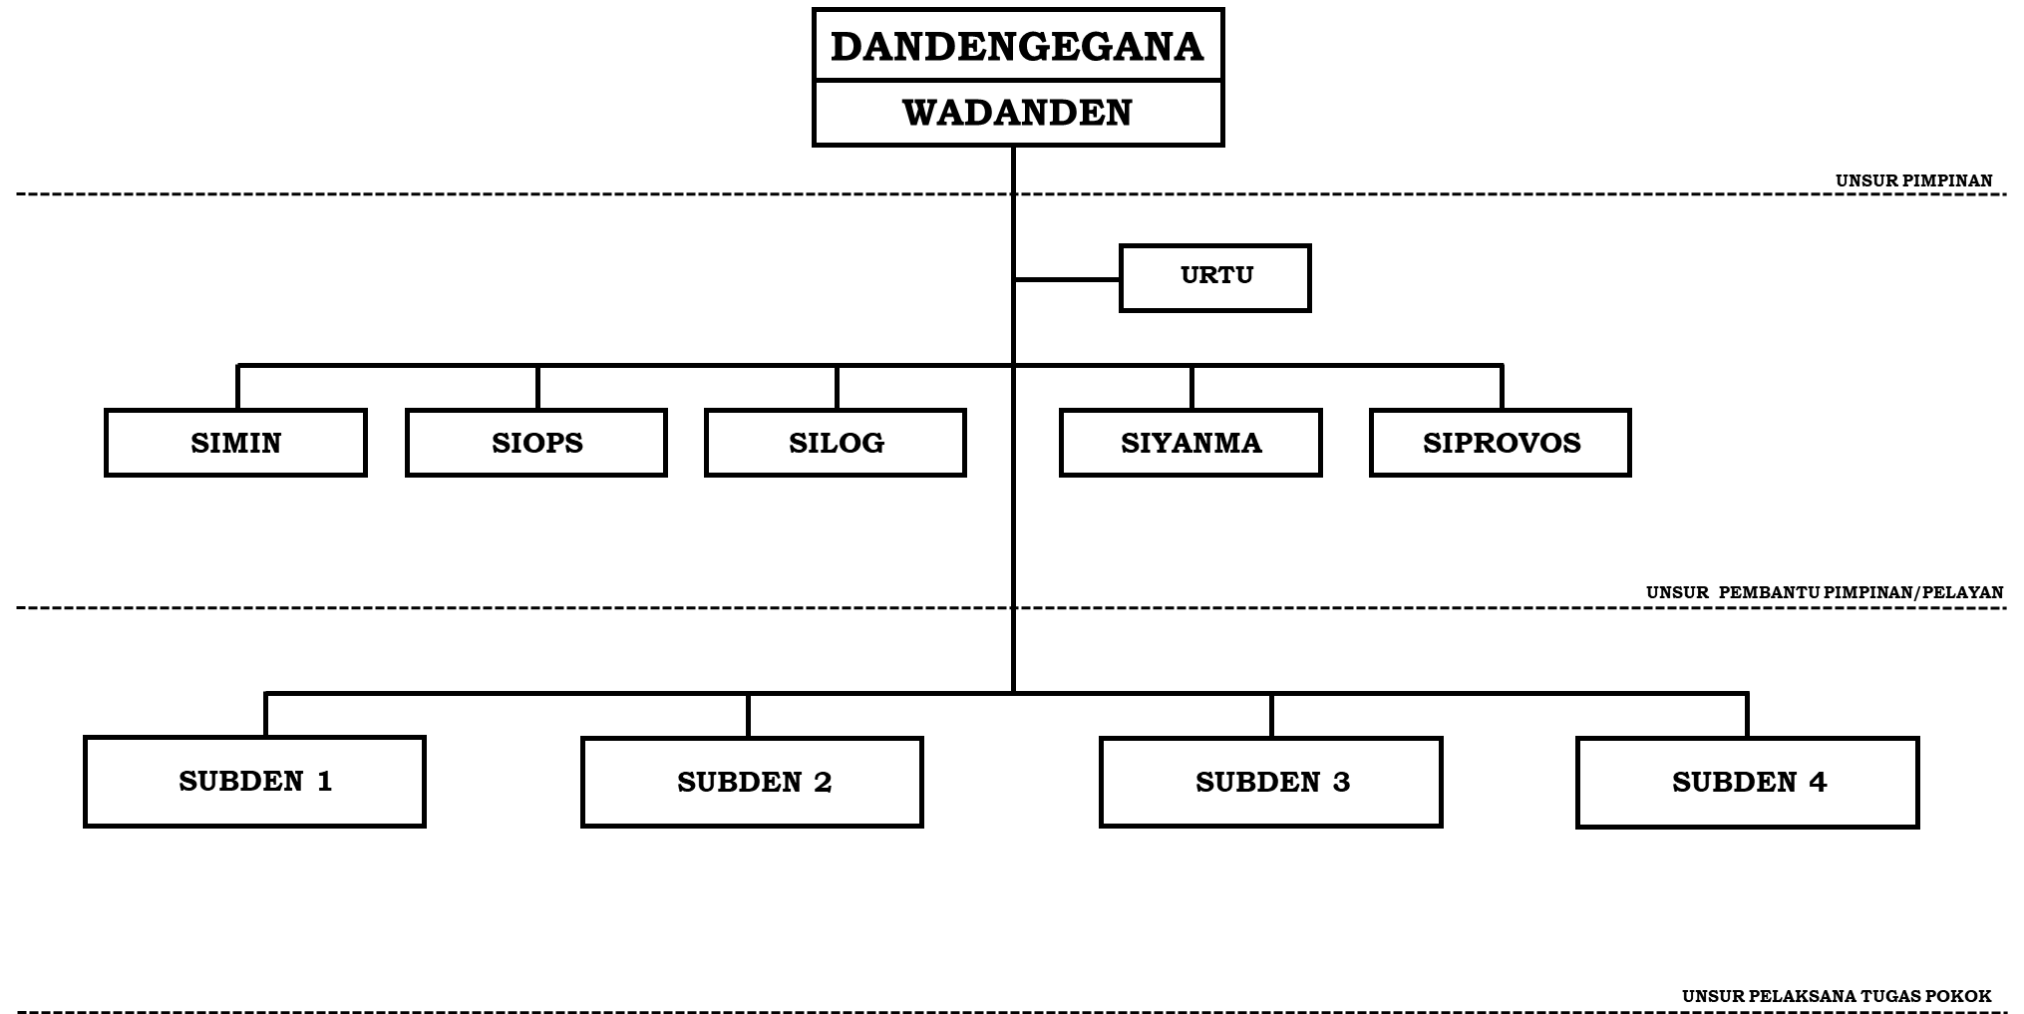 DANDENGEGANA
WADANDEN
UNSUR PIMPINAN
URTU
SIMIN
SIOPS
SILOG
SIYANMA
SIPROVOS
UNSUR PEMBANTU PIMPINAN/PELAYAN
SUBDEN 1
SUBDEN 2
SUBDEN 3
SUBDEN 4
UNSUR PELAKSANA TUGAS POKOK